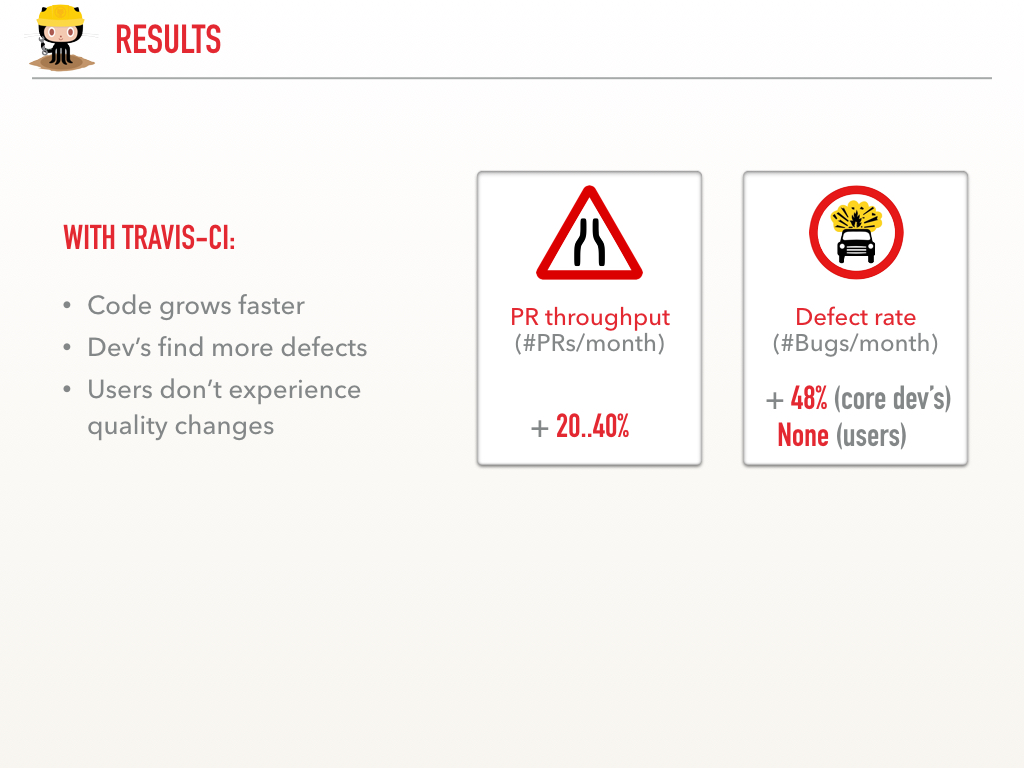 RESULTS
WITH TRAVIS-CI:
• Code grows faster
• Dev’s find more defects
• Users don’t experience
quality changes
PR throughput
(#PRs/month)
+ 20..40%
Defect rate
(#Bugs/month)
+ 48% (core dev’s)
None (users)